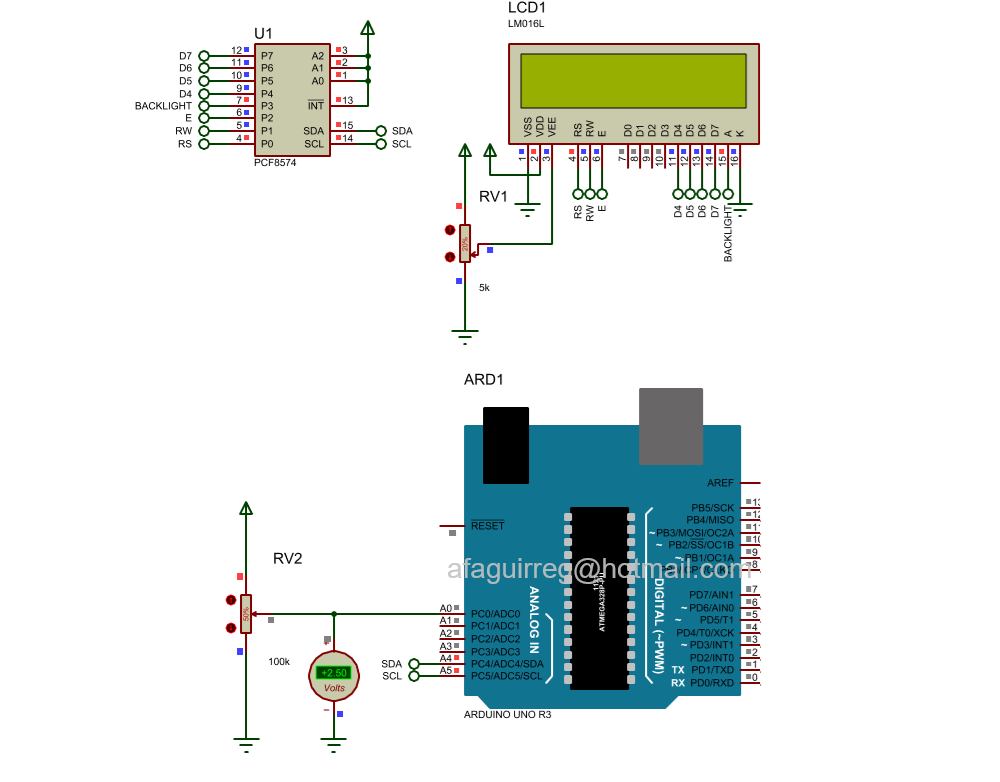 LCD1
LM016L
U1
D7 12 P7 A2 3
D6 11 P6 A1 2
D5 10 P5 A0 1
D4 9 P4
BACKLIGHT 7 P3 INT 13
E 6 P2
RW 5 P1 SDA 15 SDA
RS 4 P0 SCL 14 SCL
PCF8574
VSS VDD VEE RS RW E D0 D1 D2 D3 D4 D5 D6 D7 A K
1 2 3 4 5 6 7 8 9 10 11 12 13 14 15 16
RS RW E D4 D5 D6 D7 BACKLIGHT
RV1
20%
5k
ARD1
AREF
RESET
PB5/SCK 13
PB4/MISO 12
~PB3/MOSI/OC2A 11
~PB2/SS/OC1B 10
~PB1/OC1A 9
8
afaguirreg@hotmail.com
RV2
50%
100k
+2.50
Volts
A0 PC0/ADC0
A1 PC1/ADC1
A2 PC2/ADC2
A3 PC3/ADC3
SDA A4 PC4/ADC4/SDA
SCL A5 PC5/ADC5/SCL
ANALOG IN
DIGITAL (~PWM)
PD7/AIN1 7
~PD6/AIN0 6
~PD5/T1 5
PD4/T0/XCK 4
~PD3/INT1 3
PD2/INT0 2
TX PD1/TXD 1
RX PD0/RXD 0
ARDUINO UNO R3